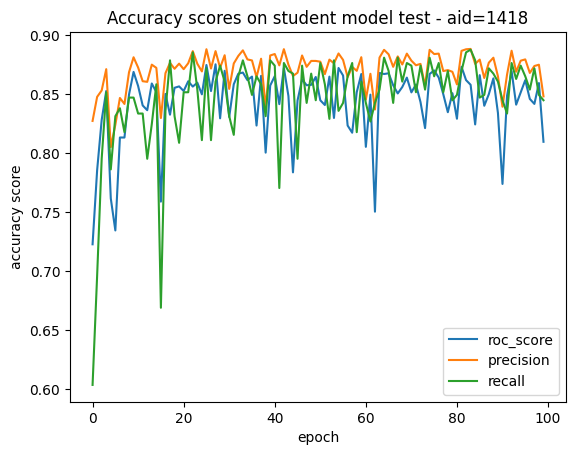 Accuracy scores on student model test - aid=1418
accuracy score
0.90
0.85
0.80
0.75
0.70
0.65
0.60
roc_score
precision
recall
0
20
40
60
80
100
epoch